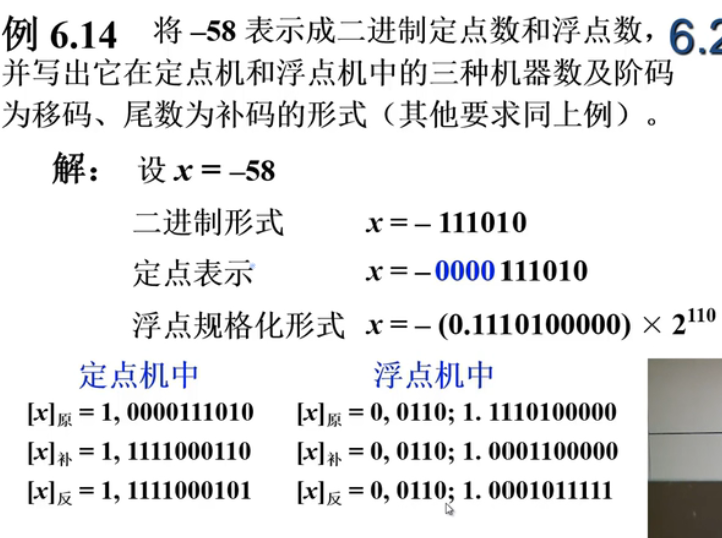 例 6.14 将 –58 表示成二进制定点数和浮点数，
6.2
并写出它在定点机和浮点机中的三种机器数及阶码
为移码、尾数为补码的形式（其他要求同上例）。
解： 设 x = –58
二进制形式 x = – 111010
定点表示 x = – 0000 111010
浮点规格化形式 x = – (0.1110100000) × 2^110
定点机中 浮点机中
[x]原 = 1, 0000111010 [x]原 = 0, 0110; 1. 1110100000
[x]补 = 1, 1111000110 [x]补 = 0, 0110; 1. 0001100000
[x]反 = 1, 1111000101 [x]反 = 0, 0110; 1. 0001011111